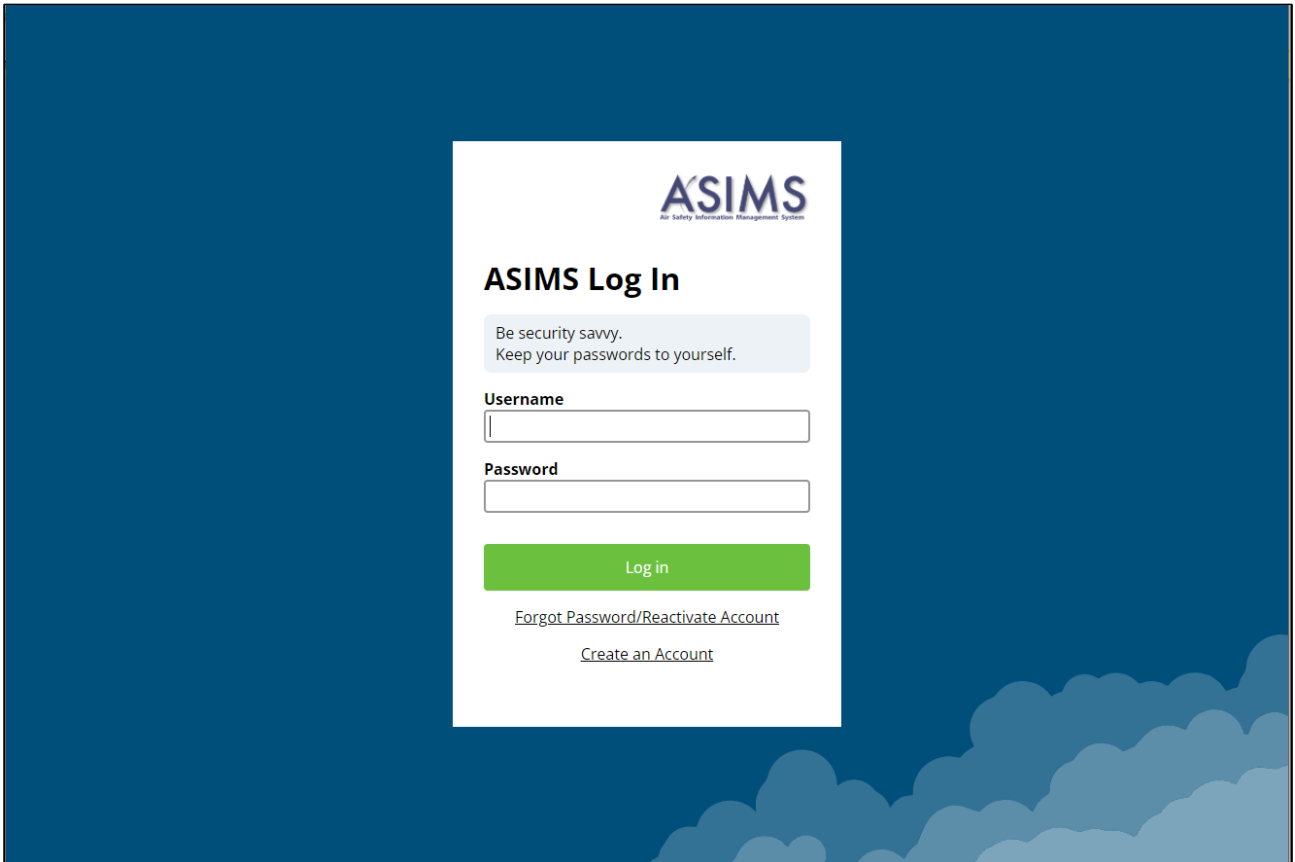 ASIMS
Air Safety Information Management System
ASIMS Log In
Be security savvy.
Keep your passwords to yourself.
Username
Password
Log in
Forgot Password/Reactivate Account
Create an Account